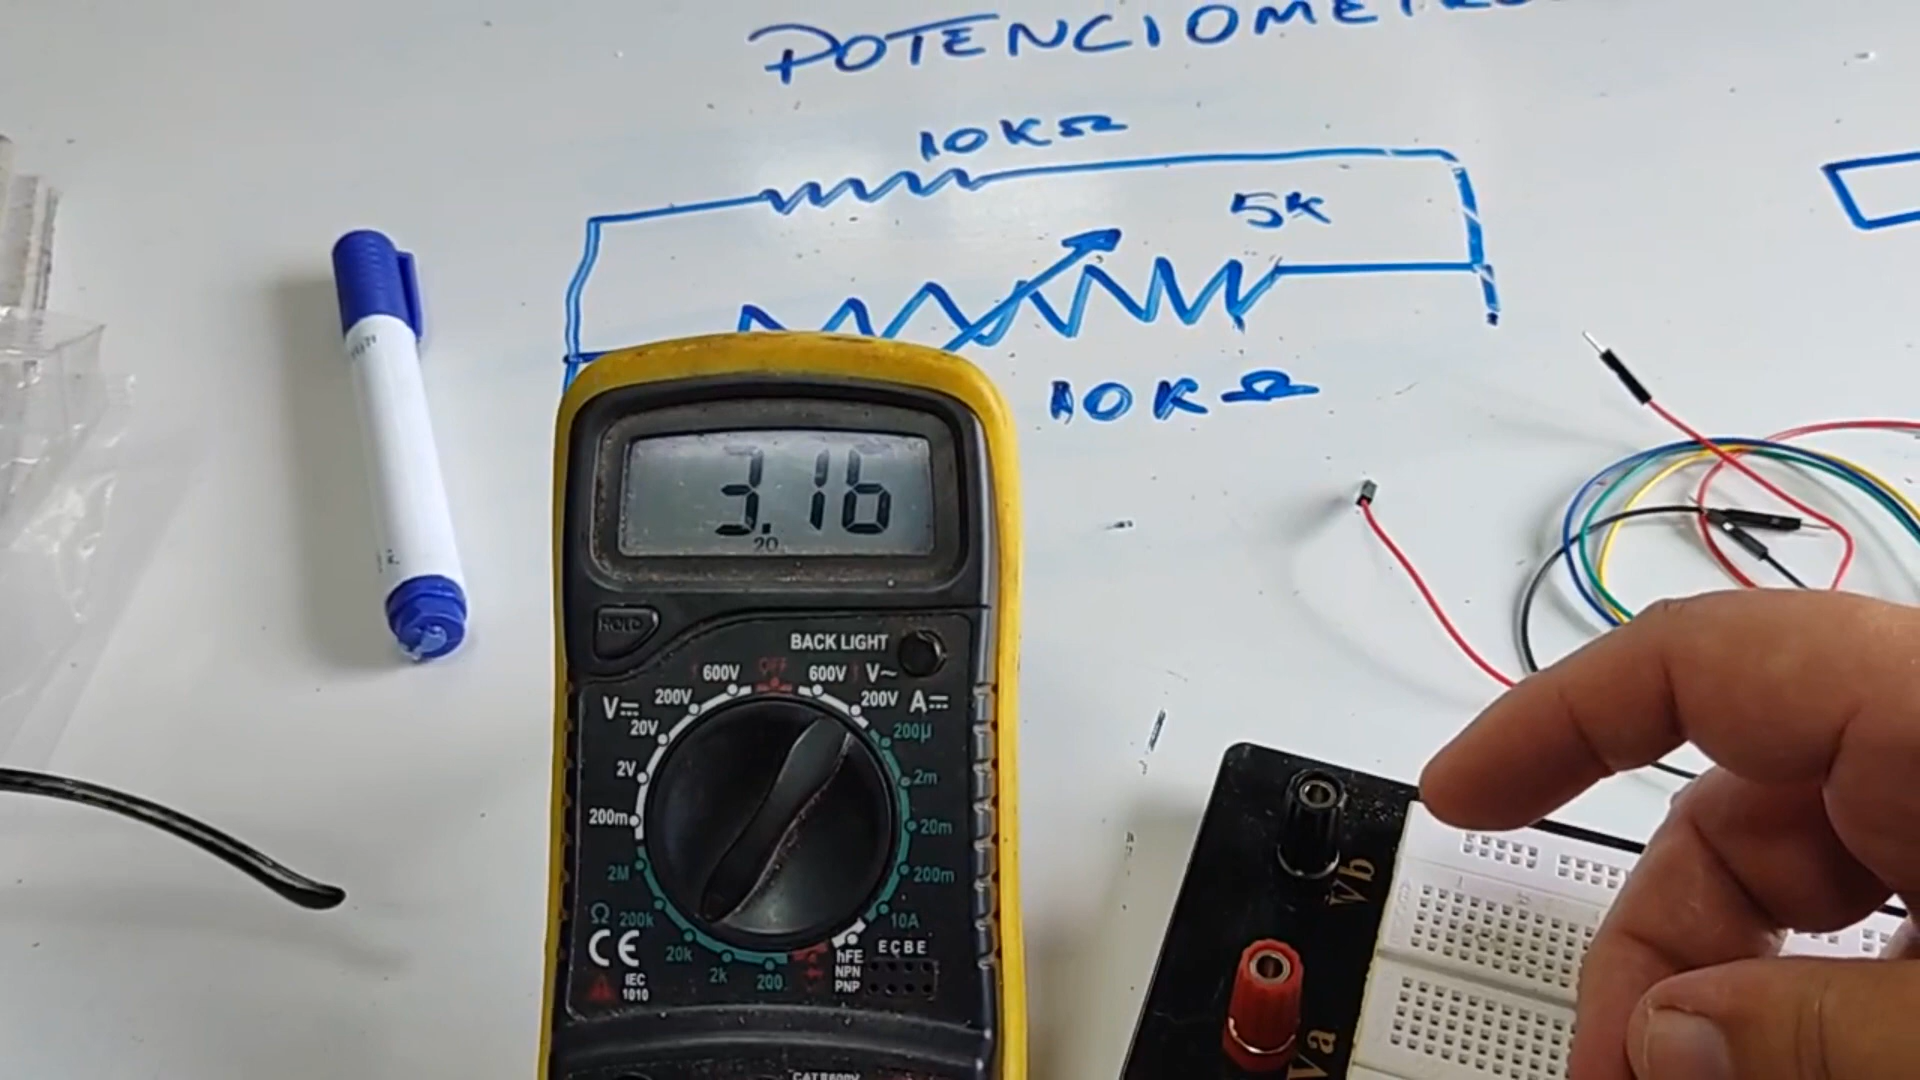 POTENCIOMETRO
10KΩ
5K
10KΩ
3.16
20
HOLD
BACK LIGHT
600V OFF 600V V~
V⎓ 200V 200V A⎓
20V 200µ
2V 2m
200m 20m
2M 200m
Ω 200k 10A
20k 2k 200 hFE E C B E
CE NPN
IEC PNP
1010
Vb
Va